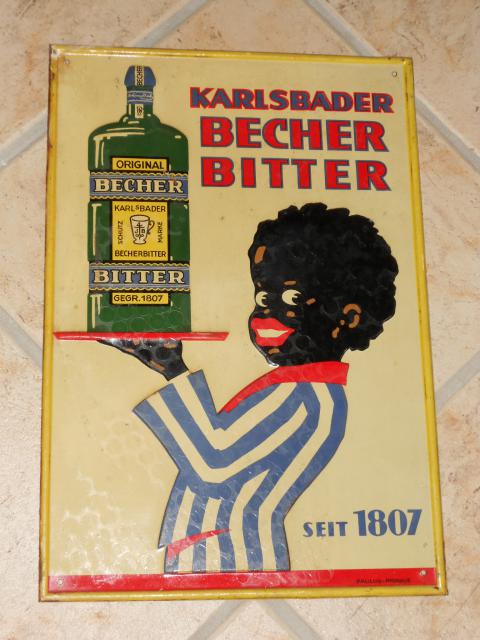 KARLSBADER
BECHER
BITTER
ORIGINAL
BECHER
KARLSBADER
SCHUTZ MARKE
BECHERBITTER
BITTER
GEGR. 1807
SEIT 1807